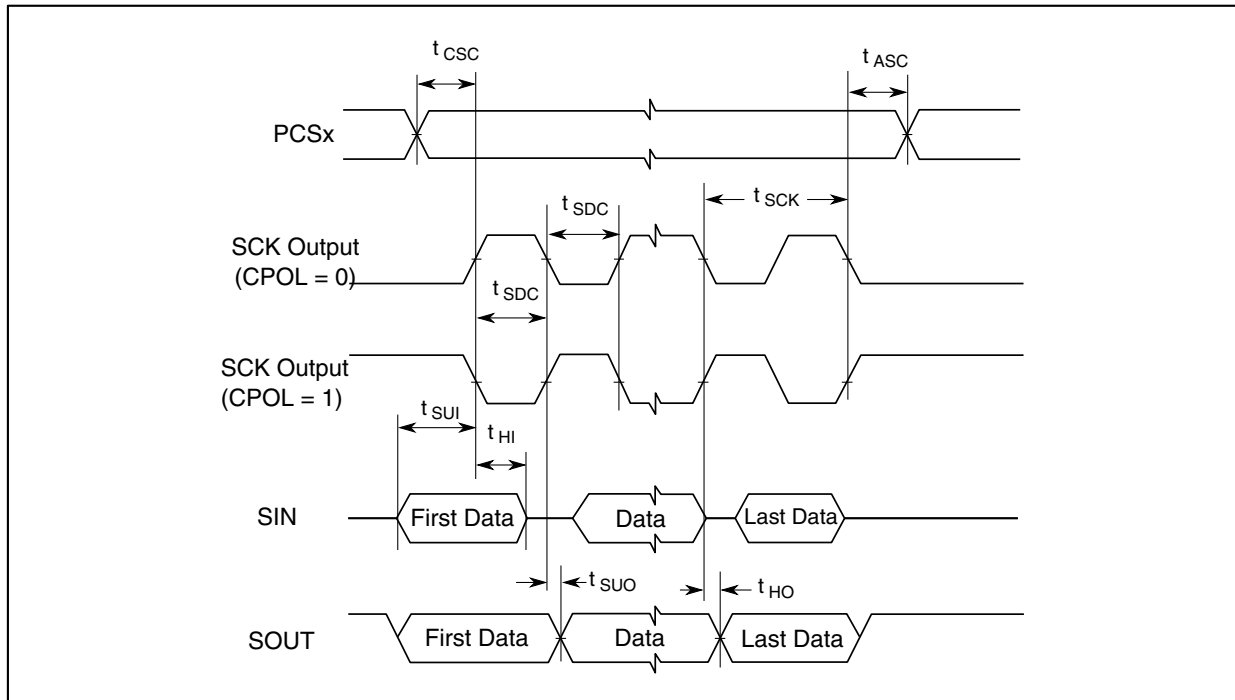 t CSC
t ASC
PCSx
t SDC
t SCK
SCK Output
(CPOL = 0)
t SDC
SCK Output
(CPOL = 1)
t SUI
t HI
SIN
First Data
Data
Last Data
t SUO
t HO
SOUT
First Data
Data
Last Data